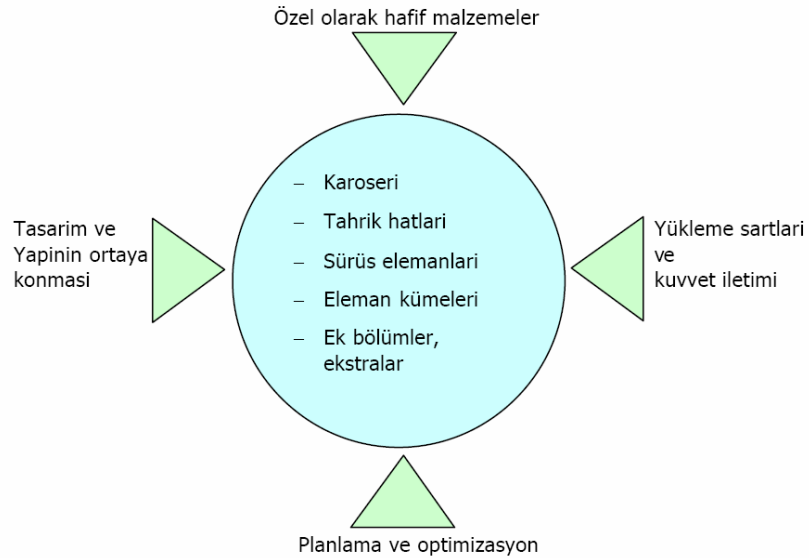 Özel olarak hafif malzemeler
– Karoseri
– Tahrik hatlari
– Sürüs elemanlari
– Eleman kümeleri
– Ek bölümler,
ekstralar
Tasarim ve
Yapinin ortaya
konmasi
Yükleme sartlari
ve
kuvvet iletimi
Planlama ve optimizasyon